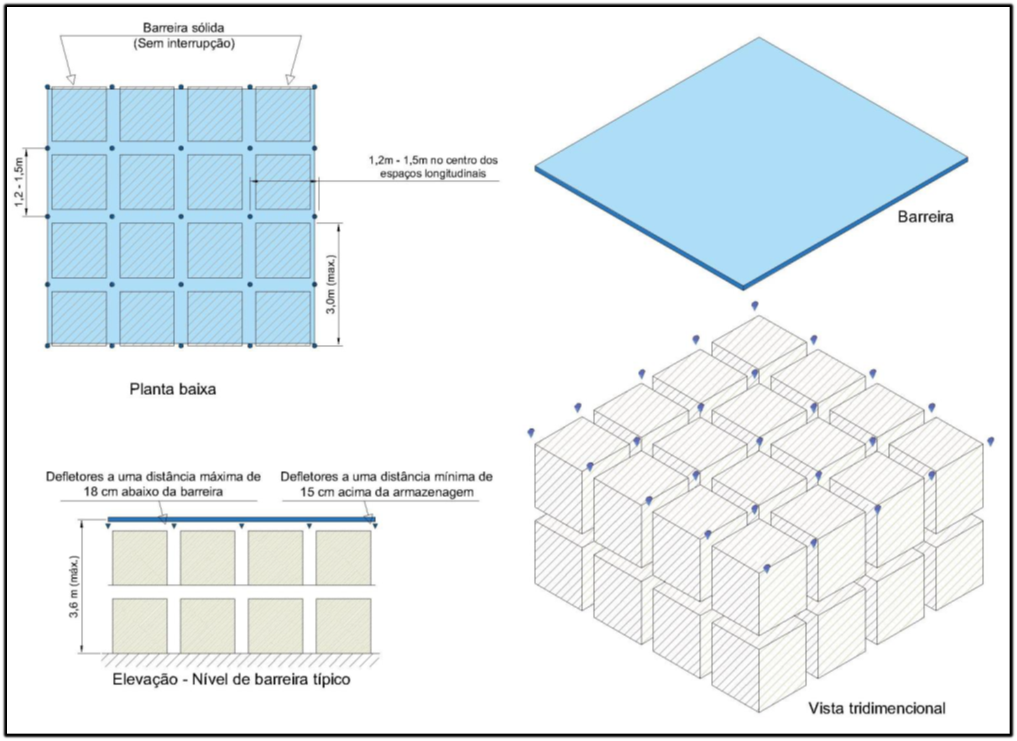 Barreira sólida
(Sem interrupção)
1,2 - 1,5m
1,2m - 1,5m no centro dos
espaços longitudinais
3,0m (max.)
Planta baixa
Barreira
Defletores a uma distância máxima de
18 cm abaixo da barreira
Defletores a uma distância mínima de
15 cm acima da armazenagem
3,6 m (máx.)
Elevação - Nível de barreira típico
Vista tridimencional